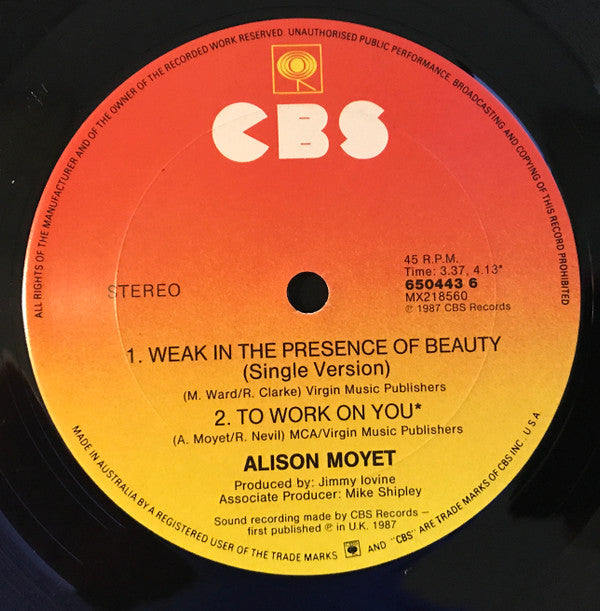 ALL RIGHTS OF THE MANUFACTURER AND OF THE OWNER OF THE RECORDED WORK RESERVED. UNAUTHORISED PUBLIC PERFORMANCE, BROADCASTING AND COPYING OF THIS RECORD PROHIBITED
CBS
STEREO
45 R.P.M.
Time: 3.37, 4.13*
650443 6
MX218560
℗ 1987 CBS Records
1. WEAK IN THE PRESENCE OF BEAUTY
(Single Version)
(M. Ward/R. Clarke) Virgin Music Publishers
2. TO WORK ON YOU*
(A. Moyet/R. Nevil) MCA/Virgin Music Publishers
ALISON MOYET
Produced by: Jimmy Iovine
Associate Producer: Mike Shipley
Sound recording made by CBS Records –
first published ℗ in U.K. 1987
MADE IN AUSTRALIA BY A REGISTERED USER OF THE TRADE MARKS AND "CBS" ARE TRADE MARKS OF CBS INC. U.S.A.